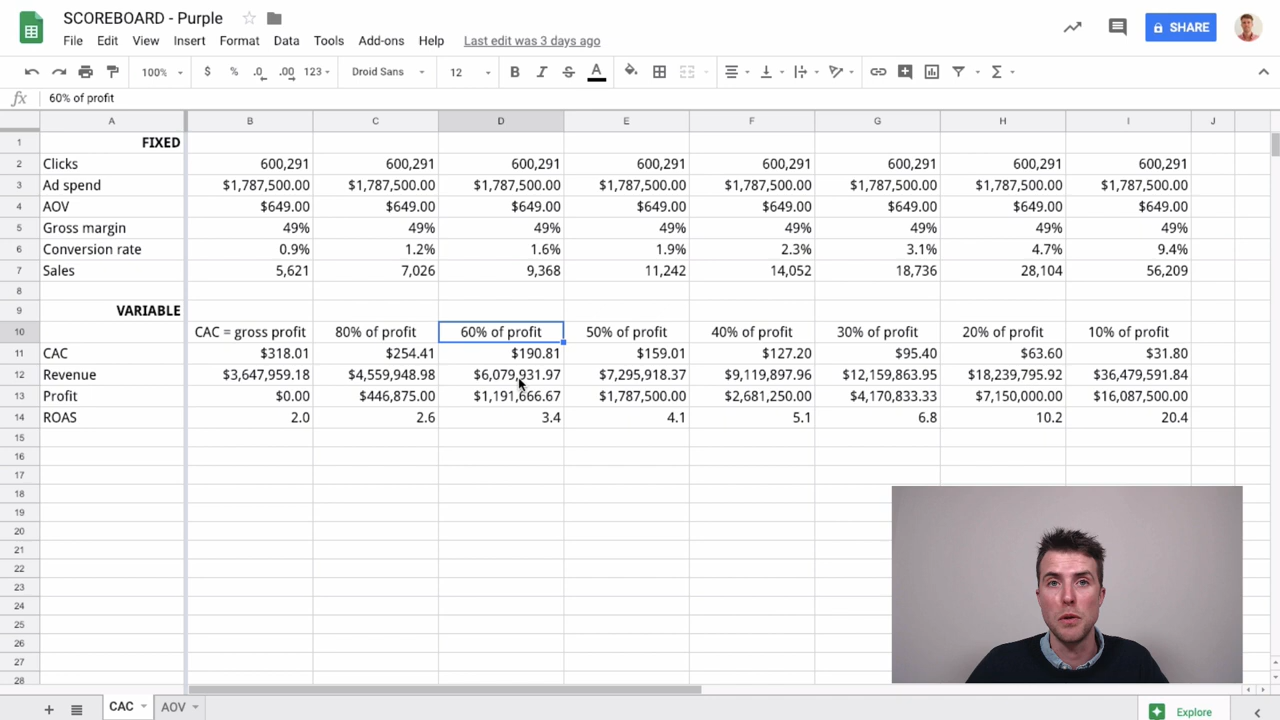 SCOREBOARD - Purple
File Edit View Insert Format Data Tools Add-ons Help Last edit was 3 days ago
SHARE
100% $ % .0 .00 123 Droid Sans 12 B I S A Σ
fx 60% of profit
A B C D E F G H I J
1 FIXED
2 Clicks 600,291 600,291 600,291 600,291 600,291 600,291 600,291 600,291
3 Ad spend $1,787,500.00 $1,787,500.00 $1,787,500.00 $1,787,500.00 $1,787,500.00 $1,787,500.00 $1,787,500.00 $1,787,500.00
4 AOV $649.00 $649.00 $649.00 $649.00 $649.00 $649.00 $649.00 $649.00
5 Gross margin 49% 49% 49% 49% 49% 49% 49% 49%
6 Conversion rate 0.9% 1.2% 1.6% 1.9% 2.3% 3.1% 4.7% 9.4%
7 Sales 5,621 7,026 9,368 11,242 14,052 18,736 28,104 56,209
8
9 VARIABLE
10 CAC = gross profit 80% of profit 60% of profit 50% of profit 40% of profit 30% of profit 20% of profit 10% of profit
11 CAC $318.01 $254.41 $190.81 $159.01 $127.20 $95.40 $63.60 $31.80
12 Revenue $3,647,959.18 $4,559,948.98 $6,079,931.97 $7,295,918.37 $9,119,897.96 $12,159,863.95 $18,239,795.92 $36,479,591.84
13 Profit $0.00 $446,875.00 $1,191,666.67 $1,787,500.00 $2,681,250.00 $4,170,833.33 $7,150,000.00 $16,087,500.00
14 ROAS 2.0 2.6 3.4 4.1 5.1 6.8 10.2 20.4
15
16
17
18
19
20
21
22
23
24
25
26
27
28
CAC AOV Explore